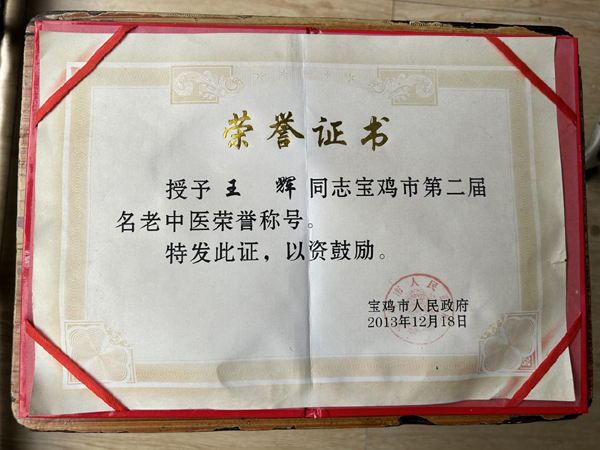 荣誉证书
授予 王 辉 同志宝鸡市第二届
名老中医荣誉称号。
特发此证，以资鼓励。
宝鸡市人民政府
2013年12月18日